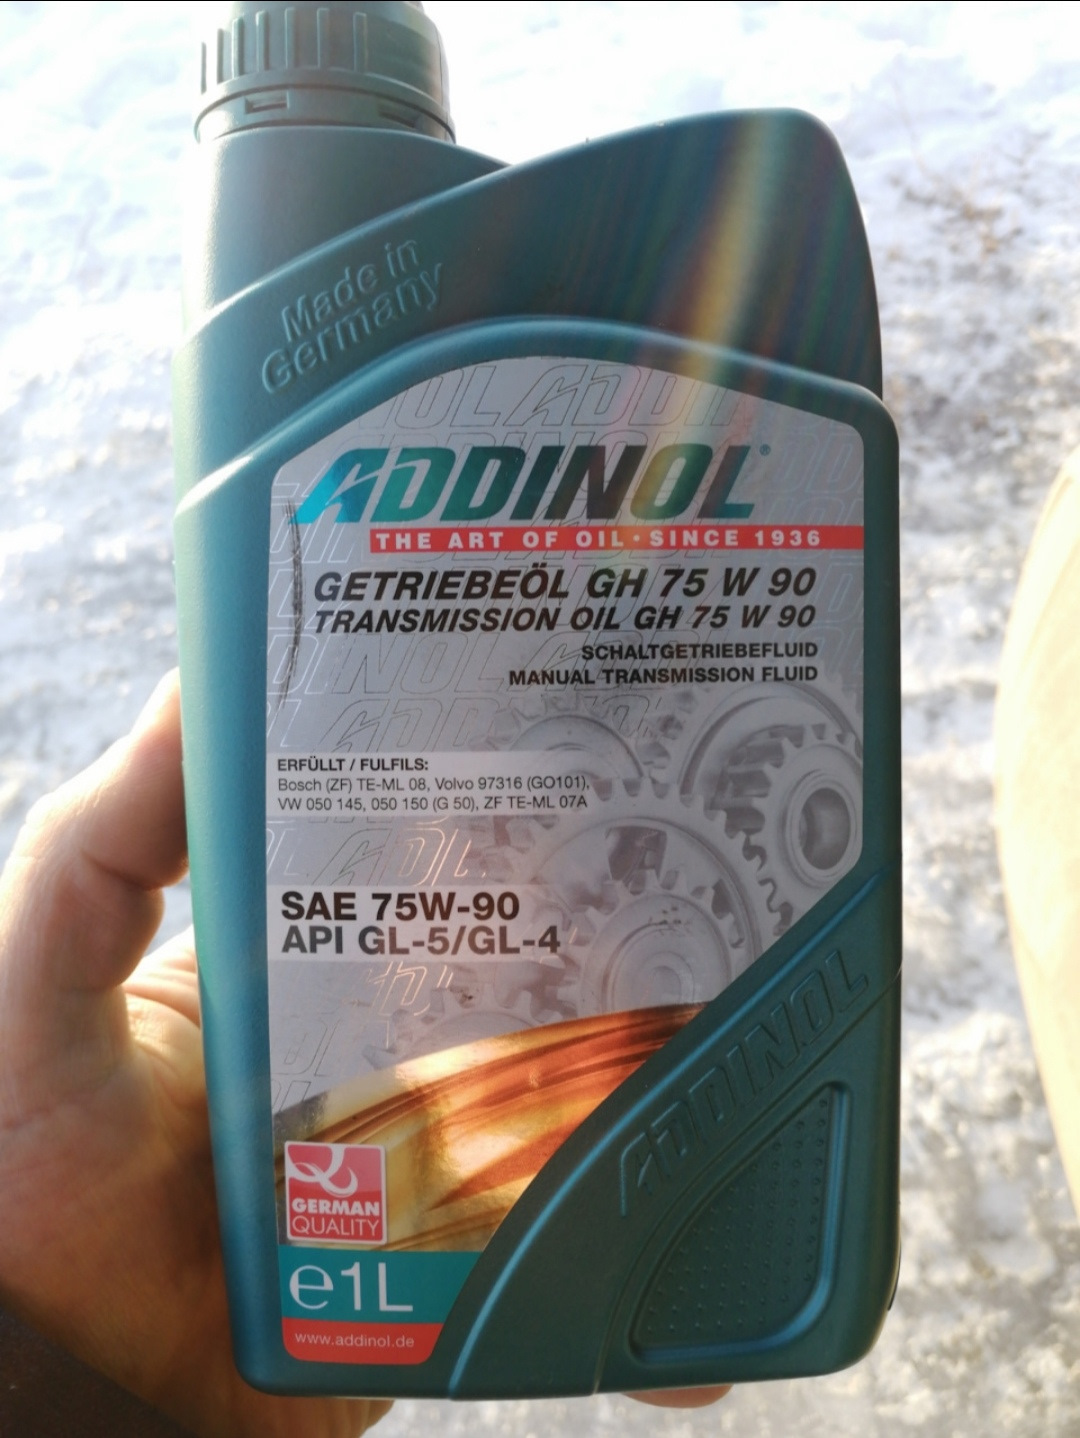 Made in
Germany
ADDINOL®
THE ART OF OIL · SINCE 1936
GETRIEBEÖL GH 75 W 90
TRANSMISSION OIL GH 75 W 90
SCHALTGETRIEBEFLUID
MANUAL TRANSMISSION FLUID
ERFÜLLT / FULFILS:
Bosch (ZF) TE-ML 08, Volvo 97316 (GO101),
VW 050 145, 050 150 (G 50), ZF TE-ML 07A
SAE 75W-90
API GL-5/GL-4
ADDINOL
GERMAN
QUALITY
e1L
www.addinol.de